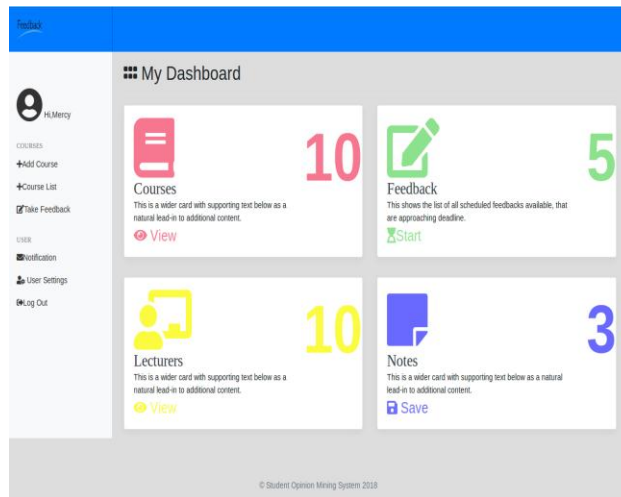 Feedback
My Dashboard
Hi,Mercy
COURSES
+Add Course
+Course List
Take Feedback
USER
Notification
User Settings
Log Out
10
Courses
This is a wider card with supporting text below as a
natural lead-in to additional content.
View
5
Feedback
This shows the list of all scheduled feedbacks available, that
are approaching deadline.
Start
10
Lecturers
This is a wider card with supporting text below as a
natural lead-in to additional content.
View
3
Notes
This is a wider card with supporting text below as a natural
lead-in to additional content.
Save
© Student Opinion Mining System 2018